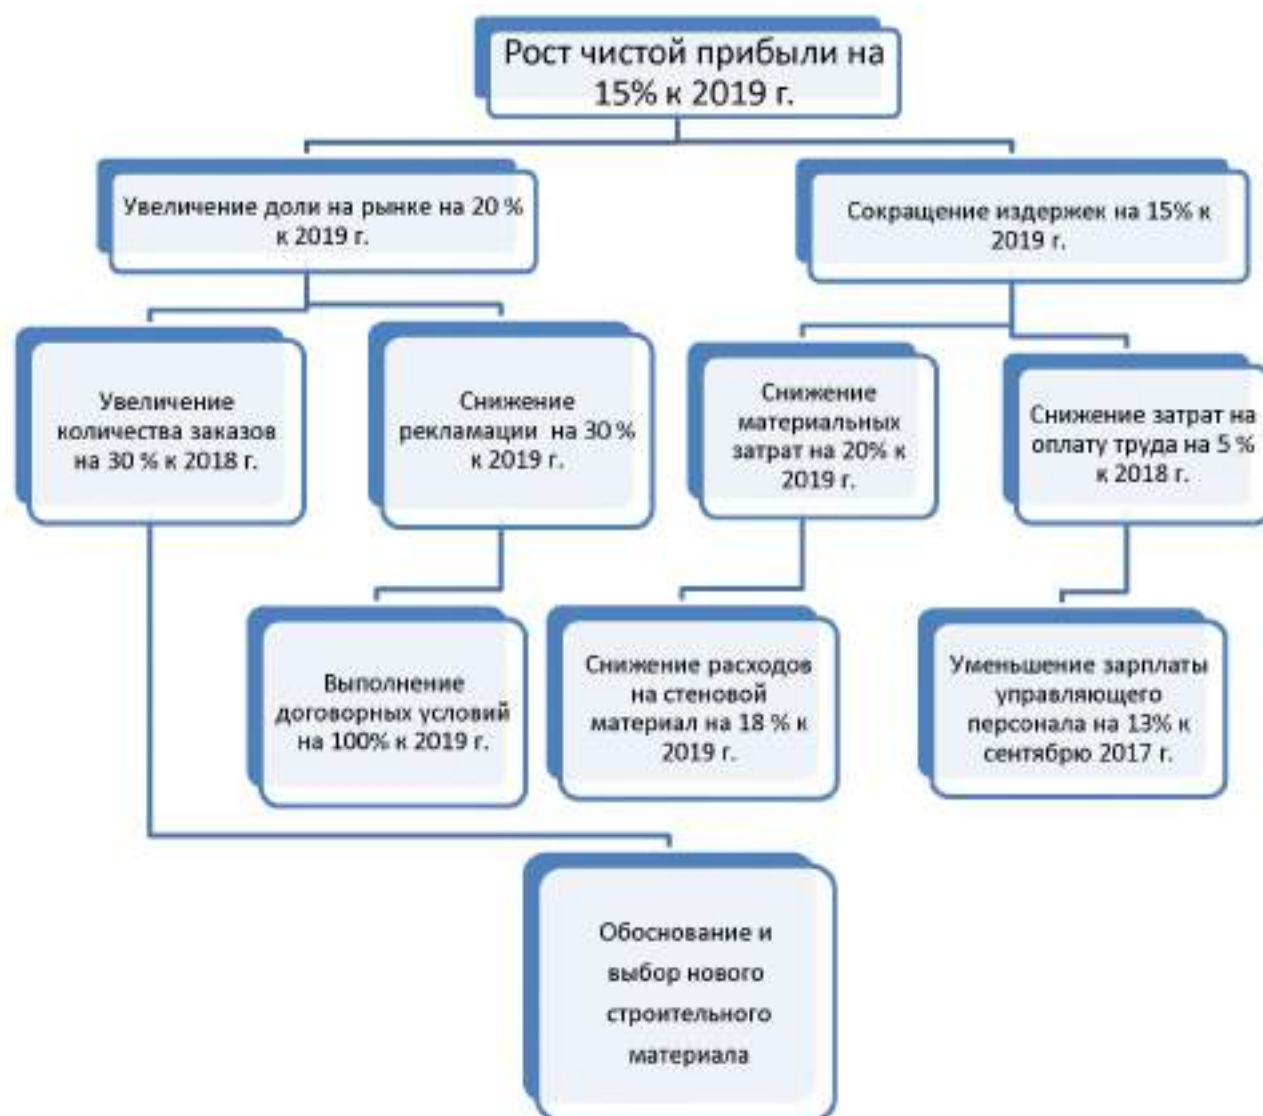 Рост чистой прибыли на
15% к 2019 г.
Увеличение доли на рынке на 20 %
к 2019 г.
Сокращение издержек на 15% к
2019 г.
Увеличение
количества заказов
на 30 % к 2018 г.
Снижение
рекламации на 30 %
к 2019 г.
Снижение
материальных
затрат на 20% к
2019 г.
Снижение затрат на
оплату труда на 5 %
к 2018 г.
Выполнение
договорных условий
на 100% к 2019 г.
Снижение расходов
на стеновой
материал на 18 % к
2019 г.
Уменьшение зарплаты
управляющего
персонала на 13% к
сентябрю 2017 г.
Обоснование и
выбор нового
строительного
материала